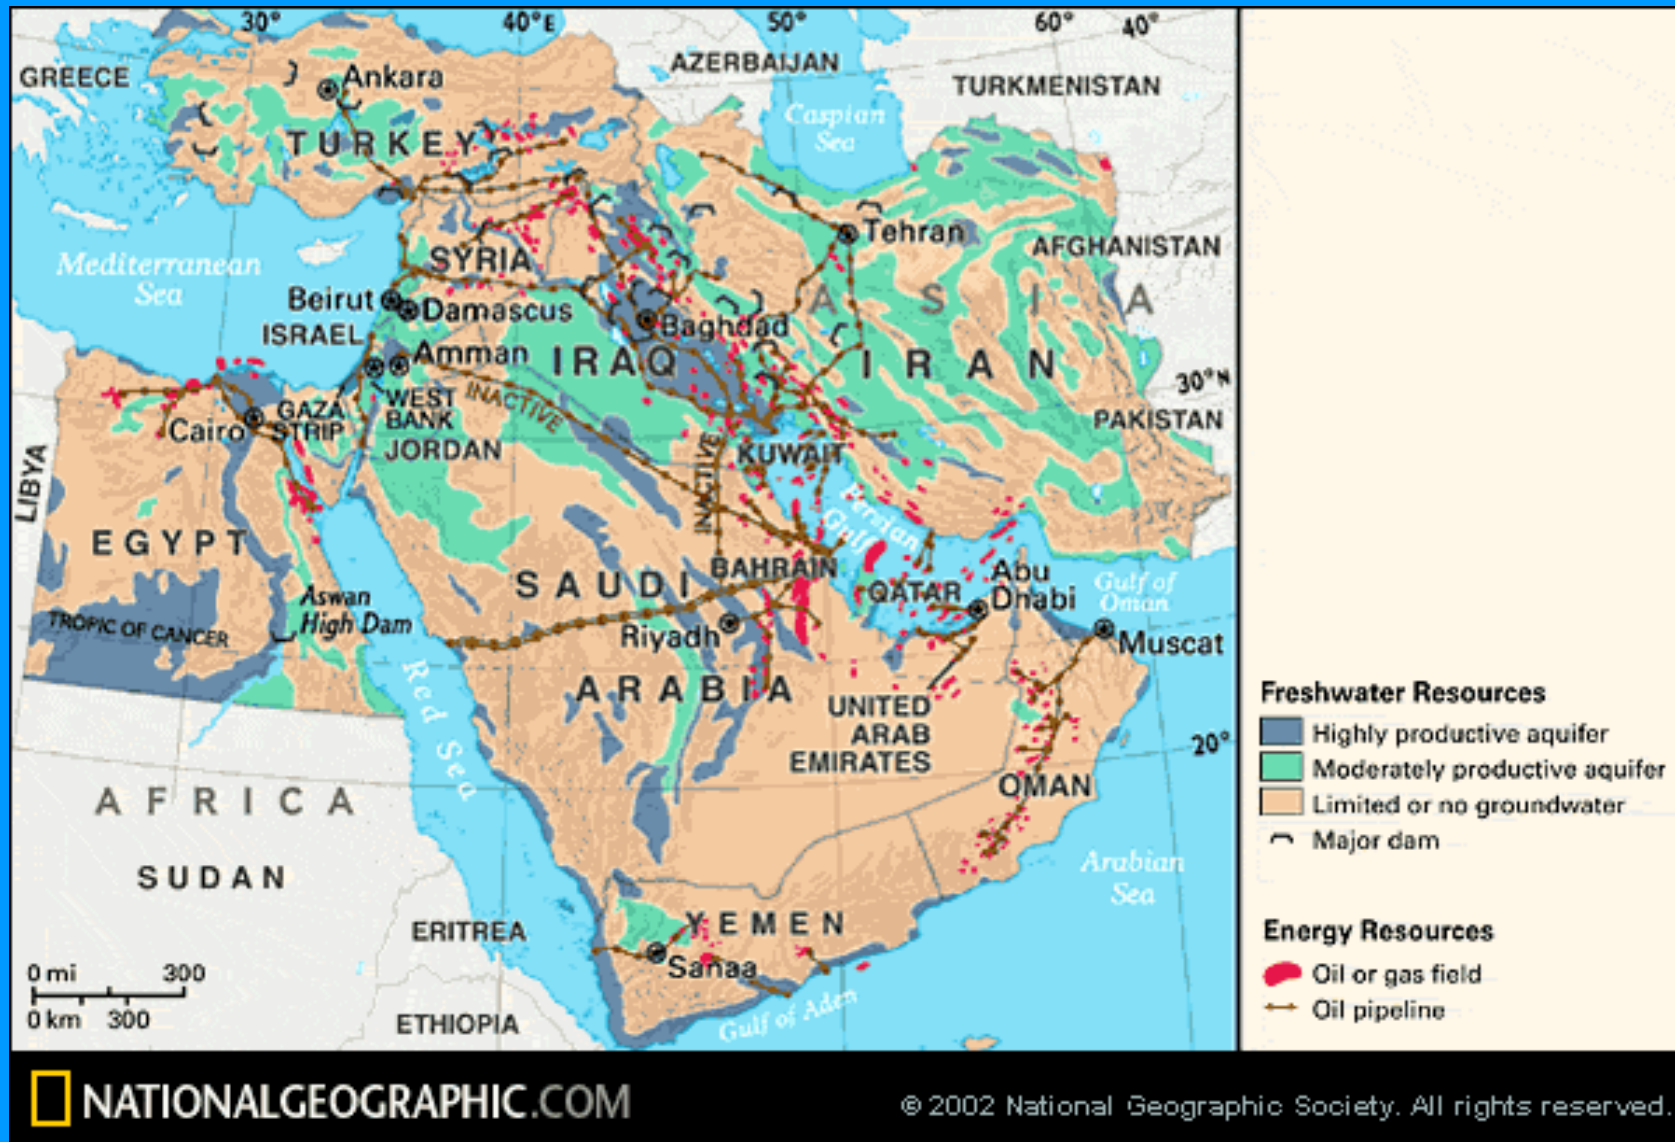 30°
40°E
50°
60°
40°
GREECE
Ankara
AZERBAIJAN
TURKMENISTAN
Caspian
Sea
TURKEY
Tehran
AFGHANISTAN
Mediterranean
Sea
SYRIA
ASIA
Beirut
Damascus
ISRAEL
Baghdad
Amman
IRAQ
IRAN
30°N
INACTIVE
WEST
BANK
GAZA
STRIP
Cairo
PAKISTAN
JORDAN
KUWAIT
LIBYA
INACTIVE
Persian
Gulf
EGYPT
BAHRAIN
SAUDI
ARABIA
QATAR
Abu
Dhabi
Gulf of
Oman
Aswan
High Dam
TROPIC OF CANCER
Riyadh
Muscat
Red Sea
UNITED
ARAB
EMIRATES
20°
OMAN
AFRICA
SUDAN
Arabian
Sea
ERITREA
YEMEN
Sanaa
0 mi 300
0 km 300
ETHIOPIA
Gulf of Aden
Freshwater Resources
Highly productive aquifer
Moderately productive aquifer
Limited or no groundwater
Major dam
Energy Resources
Oil or gas field
Oil pipeline
NATIONALGEOGRAPHIC.COM
© 2002 National Geographic Society. All rights reserved.